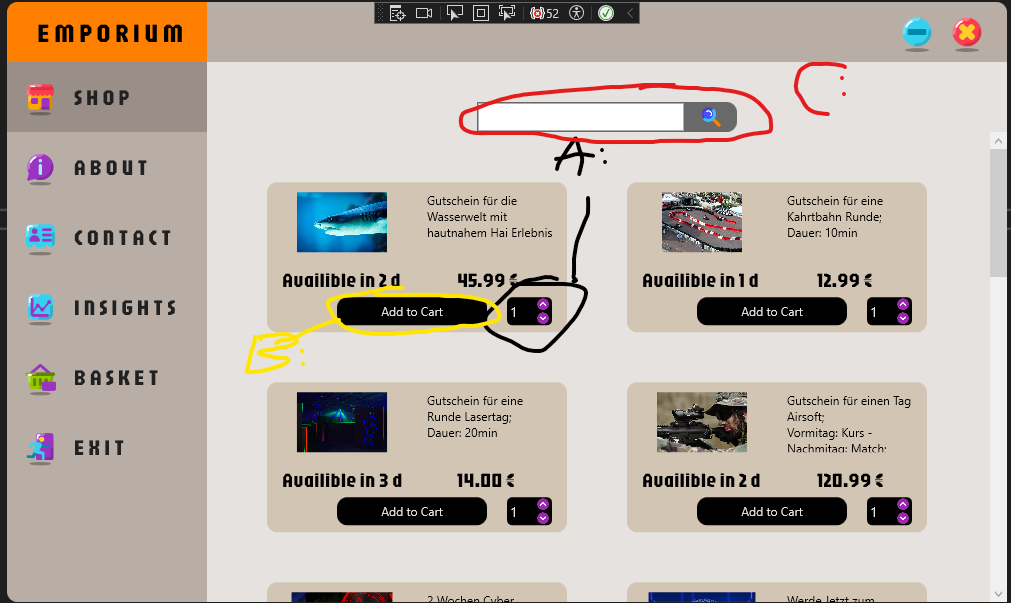 52
EMPORIUM
SHOP
C:
A:
ABOUT
Gutschein für die
Wasserwelt mit
hautnahem Hai Erlebnis
Gutschein für eine
Kahrtbahn Runde;
Dauer: 10min
CONTACT
Availible in 2 d 45.99 €
Availible in 1 d 12.99 €
INSIGHTS
Add to Cart 1
Add to Cart 1
B:
BASKET
Gutschein für eine
Runde Lasertag;
Dauer: 20min
Gutschein für einen Tag
Airsoft;
Vormitag: Kurs -
Nachmitag: Match;
EXIT
Availible in 3 d 14.00 €
Availible in 2 d 120.99 €
Add to Cart 1
Add to Cart 1
2 Wochen Cyber
Werde Jetzt zum